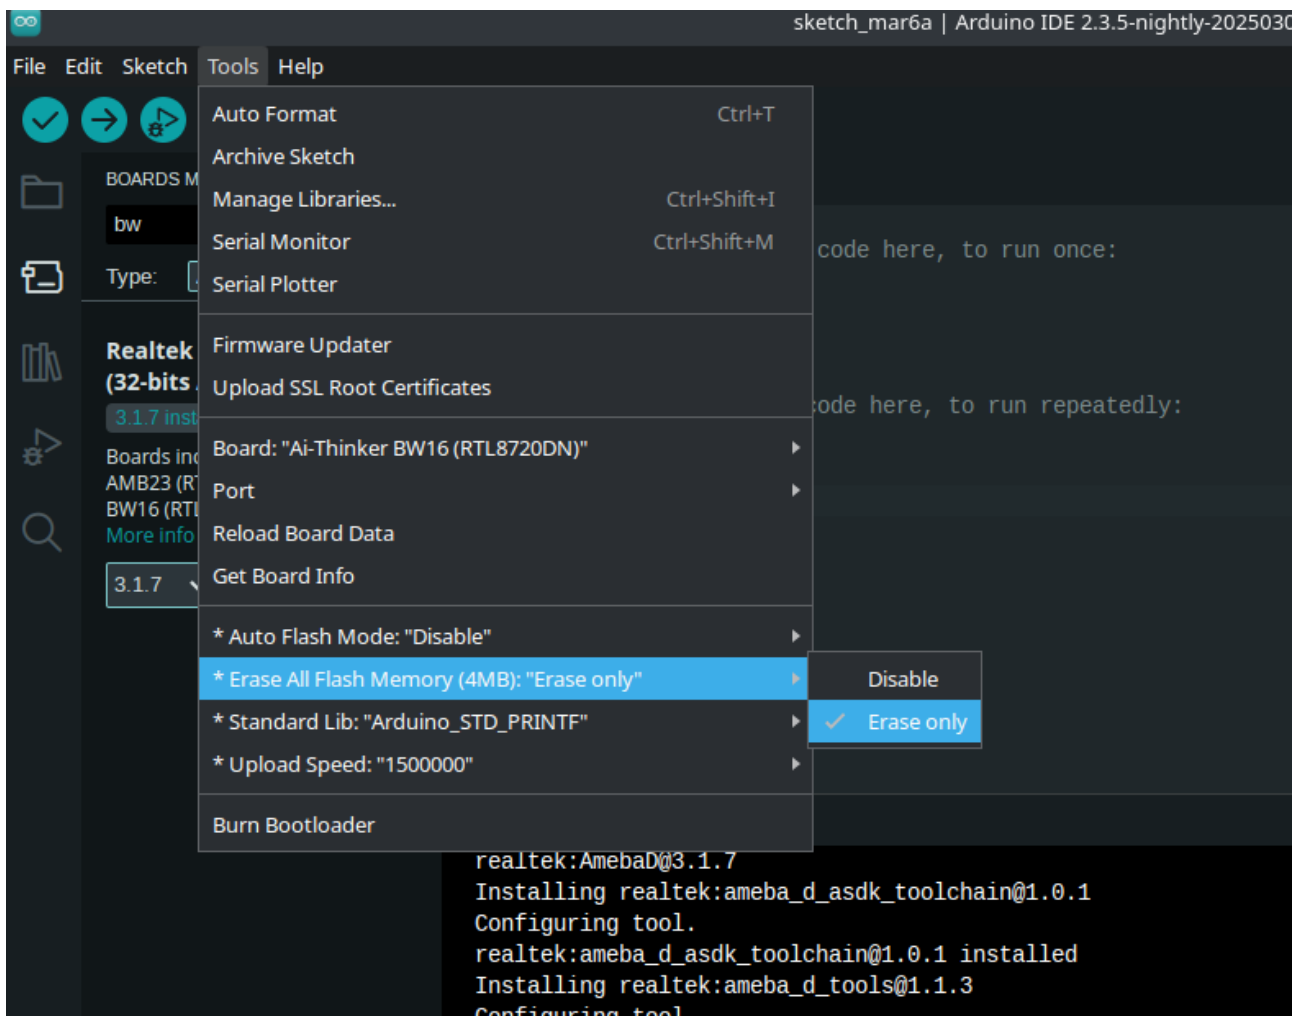 sketch_mar6a | Arduino IDE 2.3.5-nightly-2025030
File Edit Sketch Tools Help
Auto Format Ctrl+T
Archive Sketch
Manage Libraries... Ctrl+Shift+I
Serial Monitor Ctrl+Shift+M
Serial Plotter
Firmware Updater
Upload SSL Root Certificates
Board: "Ai-Thinker BW16 (RTL8720DN)"
Port
Reload Board Data
Get Board Info
* Auto Flash Mode: "Disable"
* Erase All Flash Memory (4MB): "Erase only"
* Standard Lib: "Arduino_STD_PRINTF"
* Upload Speed: "1500000"
Burn Bootloader
Disable
Erase only
BOARDS M
bw
Type:
Realtek
(32-bits
3.1.7 inst
Boards inc
AMB23 (RT
BW16 (RTL
More info
3.1.7
code here, to run once:
code here, to run repeatedly:
realtek:AmebaD@3.1.7
Installing realtek:ameba_d_asdk_toolchain@1.0.1
Configuring tool.
realtek:ameba_d_asdk_toolchain@1.0.1 installed
Installing realtek:ameba_d_tools@1.1.3
Configuring tool